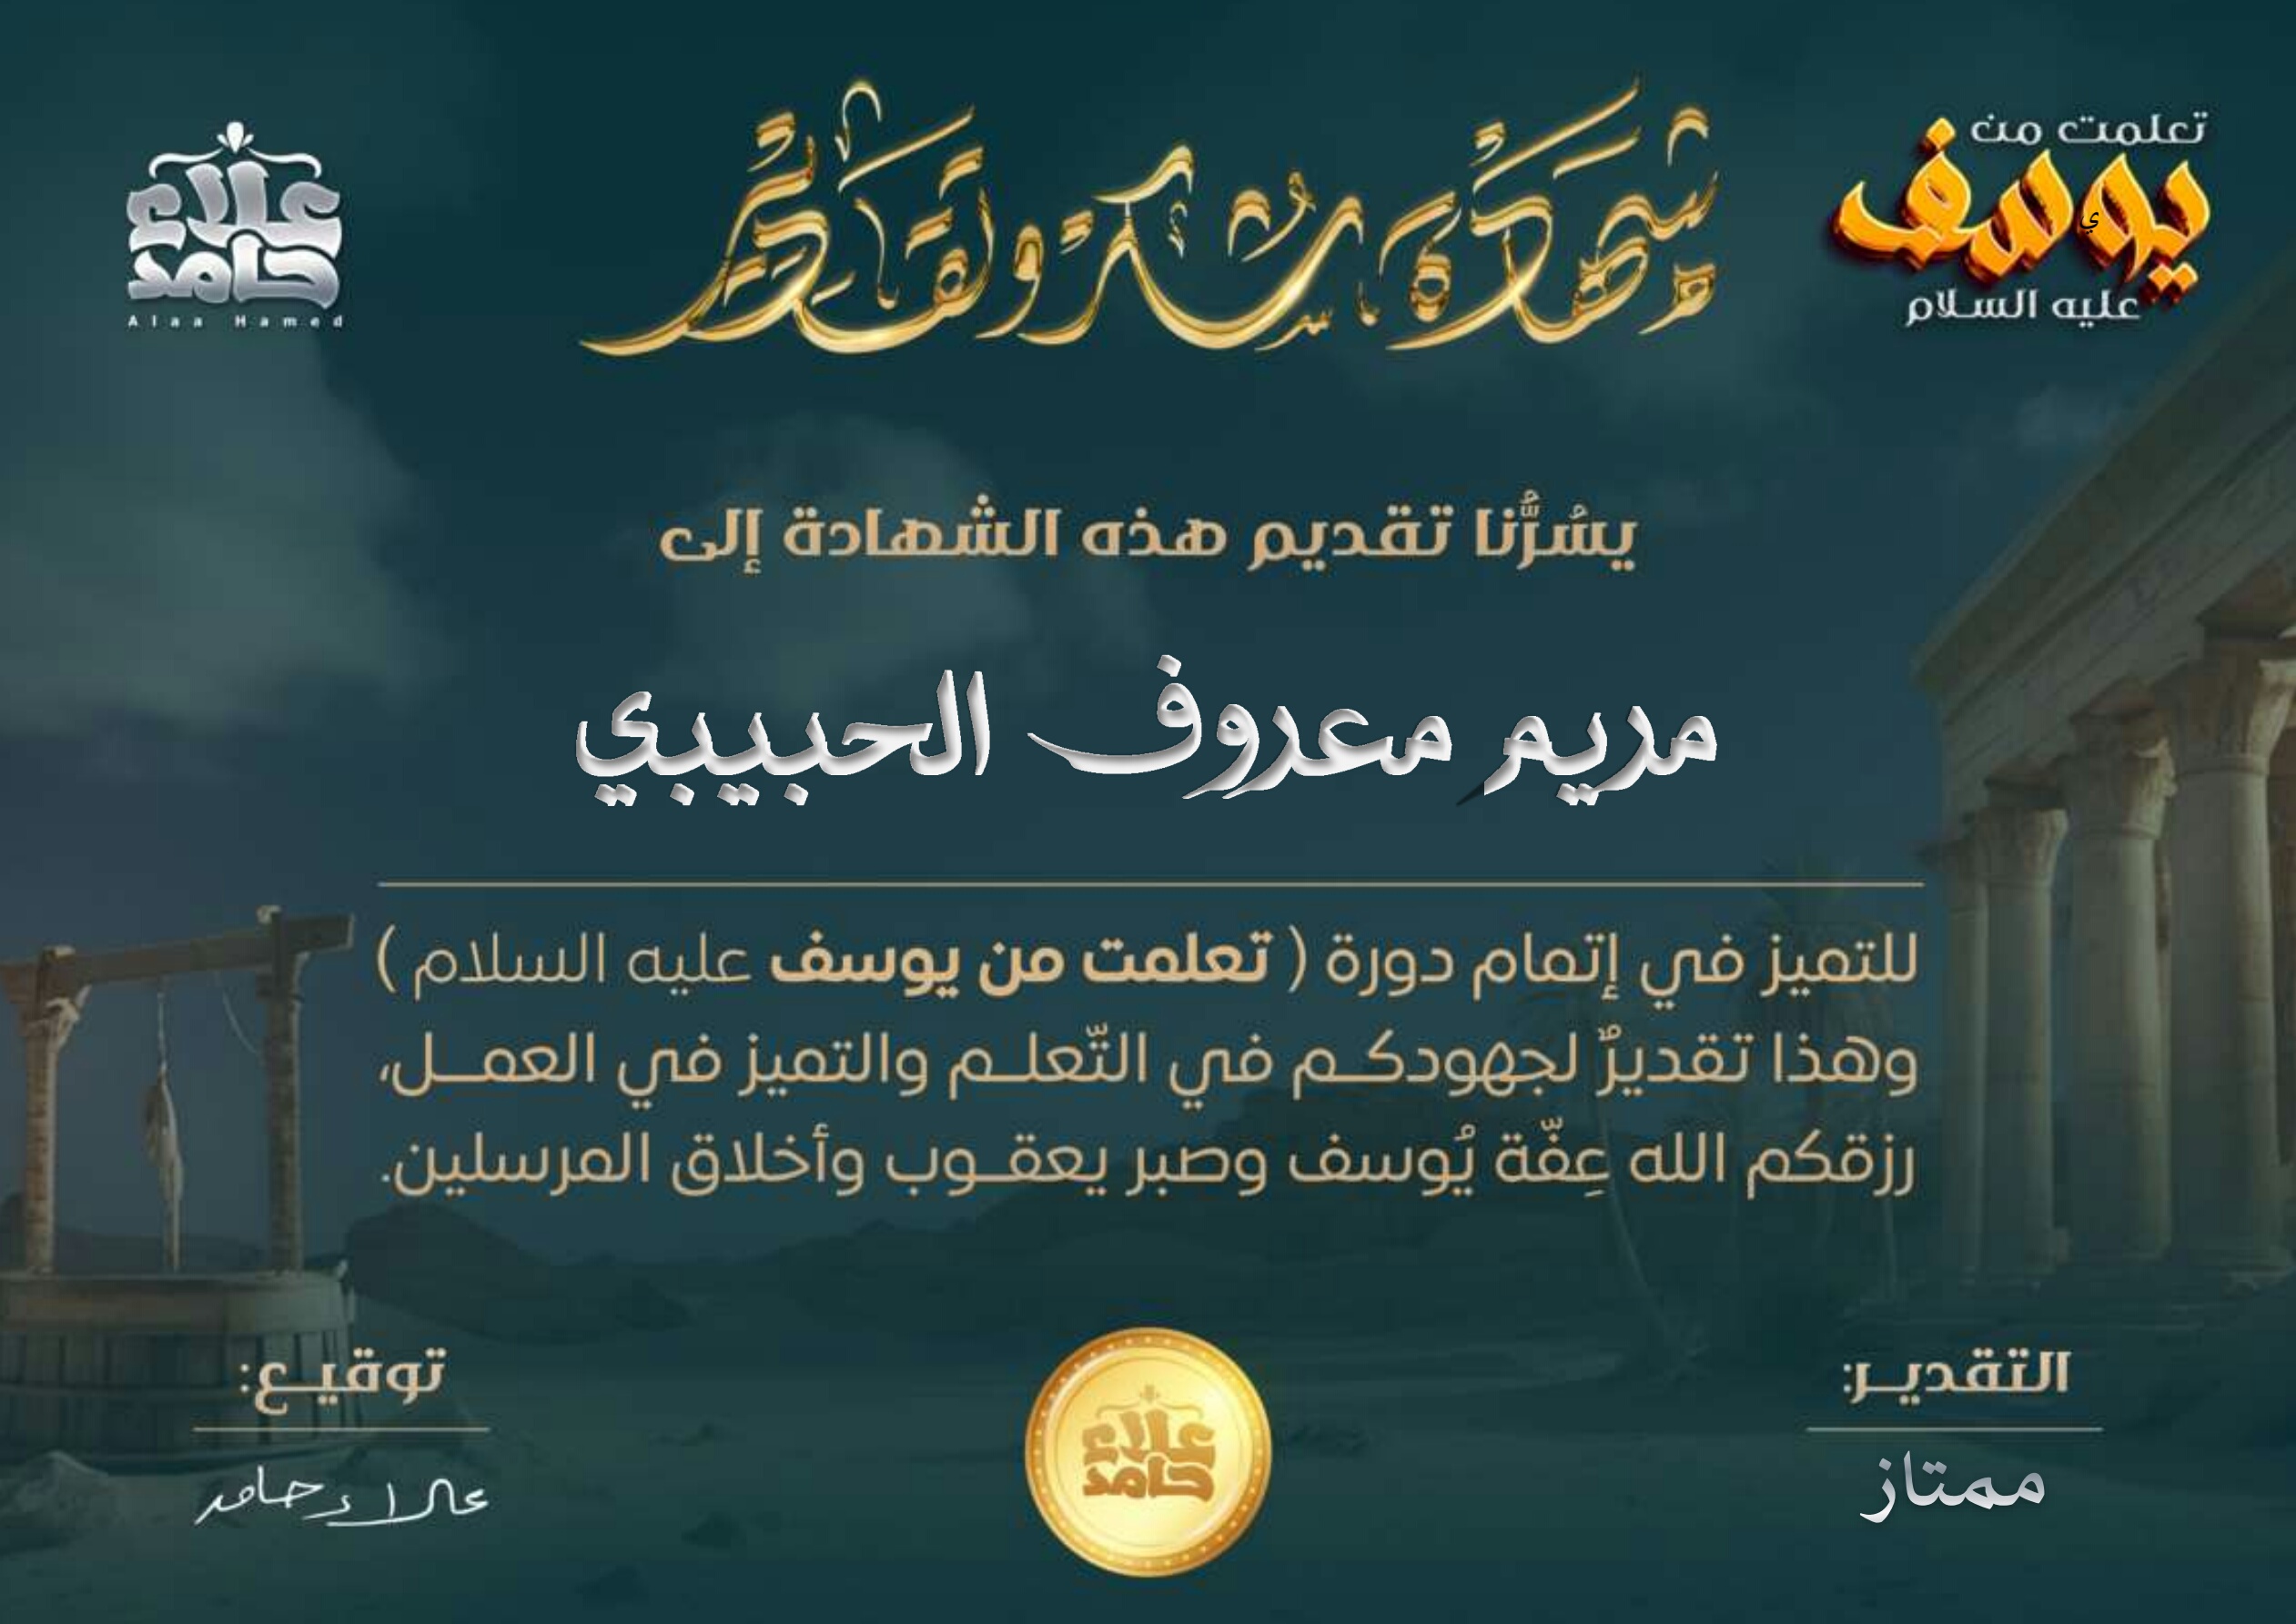 تعلمت من
يوسف
عليه السلام
شهادة شكر وتقدير
علاء
حامد
Alaa Hamed
يسُرُّنا تقديم هذه الشهادة إلى
مريم معروف الحبيبي
للتميز في إتمام دورة ( تعلمت من يوسف عليه السلام )
وهذا تقديرٌ لجهودكم في التّعلم والتميز في العمل،
رزقكم الله عِفّة يُوسف وصبر يعقوب وأخلاق المرسلين.
التقدير:
ممتاز
علاء
حامد
توقيع:
علاء حامد